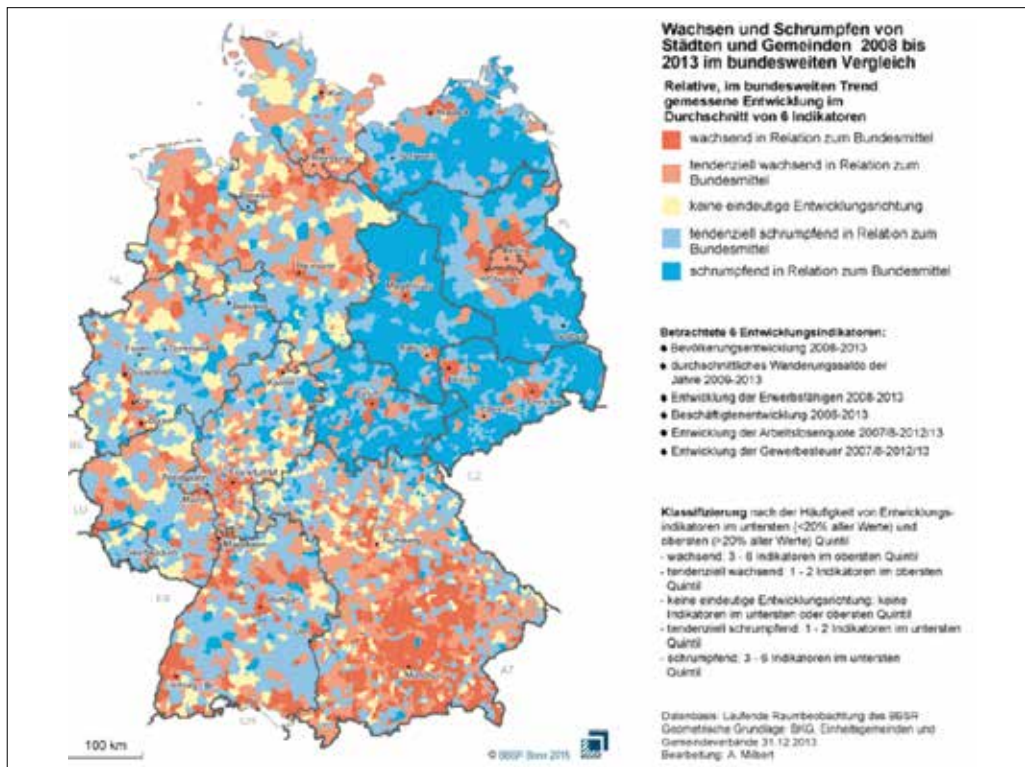 Wachsen und Schrumpfen von
Städten und Gemeinden 2008 bis
2013 im bundesweiten Vergleich
Relative, im bundesweiten Trend
gemessene Entwicklung im
Durchschnitt von 6 Indikatoren
wachsend in Relation zum Bundesmittel
tendenziell wachsend in Relation zum
Bundesmittel
keine eindeutige Entwicklungsrichtung
tendenziell schrumpfend in Relation zum
Bundesmittel
schrumpfend in Relation zum Bundesmittel
Betrachtete 6 Entwicklungsindikatoren:
Bevölkerungsentwicklung 2008-2013
durchschnittliches Wanderungssaldo der
Jahre 2009-2013
Entwicklung der Erwerbsfähigen 2008-2013
Beschäftigtenentwicklung 2008-2013
Entwicklung der Arbeitslosenquote 2007/8-2012/13
Entwicklung der Gewerbesteuer 2007/8-2012/13
Klassifizierung nach der Häufigkeit von Entwicklungs-
indikatoren im untersten (<20% aller Werte) und
obersten (>20% aller Werte) Quintil
- wachsend: 3 - 6 Indikatoren im obersten Quintil
- tendenziell wachsend: 1 - 2 Indikatoren im obersten
Quintil
- keine eindeutige Entwicklungsrichtung: keine
Indikatoren im untersten oder obersten Quintil
- tendenziell schrumpfend: 1 - 2 Indikatoren im untersten
Quintil
- schrumpfend: 3 - 6 Indikatoren im untersten
Quintil
Datenbasis: Laufende Raumbeobachtung des BBSR
Geometrische Grundlage: BKG, Einheitsgemeinden und
Gemeindeverbände 31.12.2013
Bearbeitung: A. Milbert
DK
NL
PL
Kassel
LU
CZ
Nürnberg
Stuttgart
München
AT
CH
100 km
© BBSR Bonn 2015